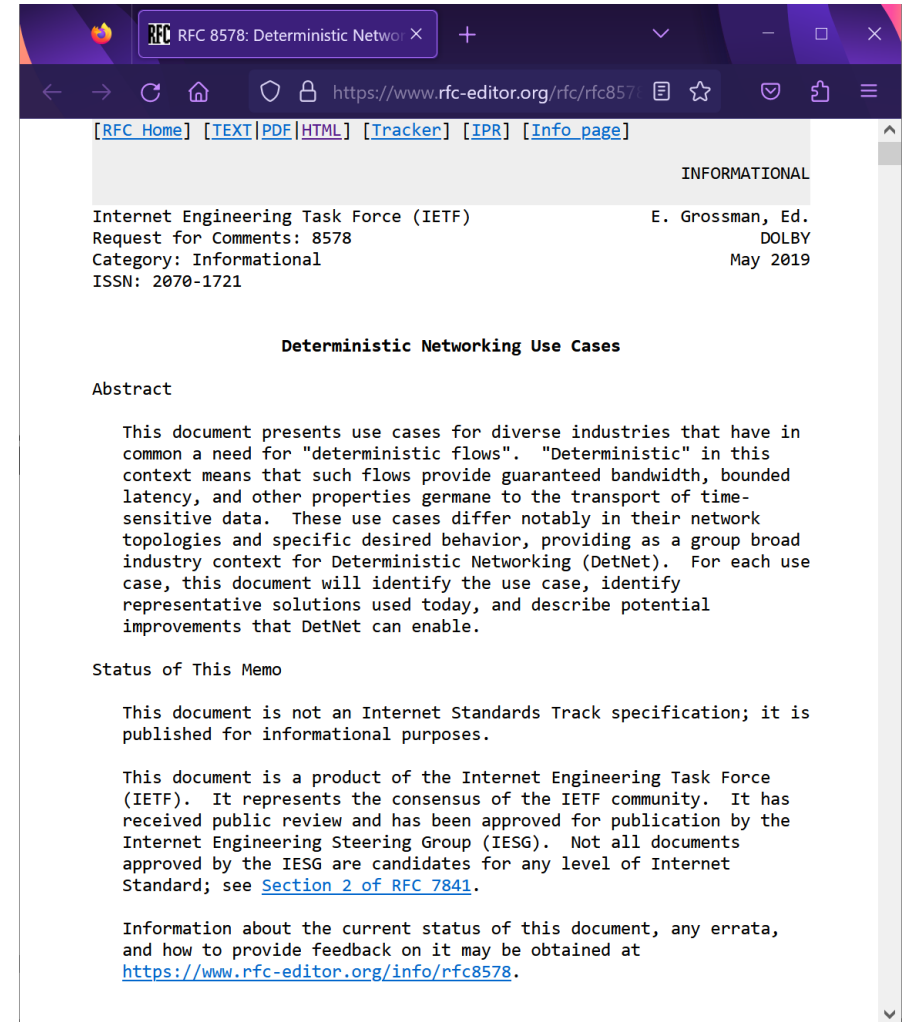 RFC RFC 8578: Deterministic Networ
https://www.rfc-editor.org/rfc/rfc857
[RFC Home] [TEXT|PDF|HTML] [Tracker] [IPR] [Info page]
INFORMATIONAL
Internet Engineering Task Force (IETF) E. Grossman, Ed.
Request for Comments: 8578 DOLBY
Category: Informational May 2019
ISSN: 2070-1721
Deterministic Networking Use Cases
Abstract
This document presents use cases for diverse industries that have in
common a need for "deterministic flows". "Deterministic" in this
context means that such flows provide guaranteed bandwidth, bounded
latency, and other properties germane to the transport of time-
sensitive data. These use cases differ notably in their network
topologies and specific desired behavior, providing as a group broad
industry context for Deterministic Networking (DetNet). For each use
case, this document will identify the use case, identify
representative solutions used today, and describe potential
improvements that DetNet can enable.
Status of This Memo
This document is not an Internet Standards Track specification; it is
published for informational purposes.
This document is a product of the Internet Engineering Task Force
(IETF). It represents the consensus of the IETF community. It has
received public review and has been approved for publication by the
Internet Engineering Steering Group (IESG). Not all documents
approved by the IESG are candidates for any level of Internet
Standard; see Section 2 of RFC 7841.
Information about the current status of this document, any errata,
and how to provide feedback on it may be obtained at
https://www.rfc-editor.org/info/rfc8578.